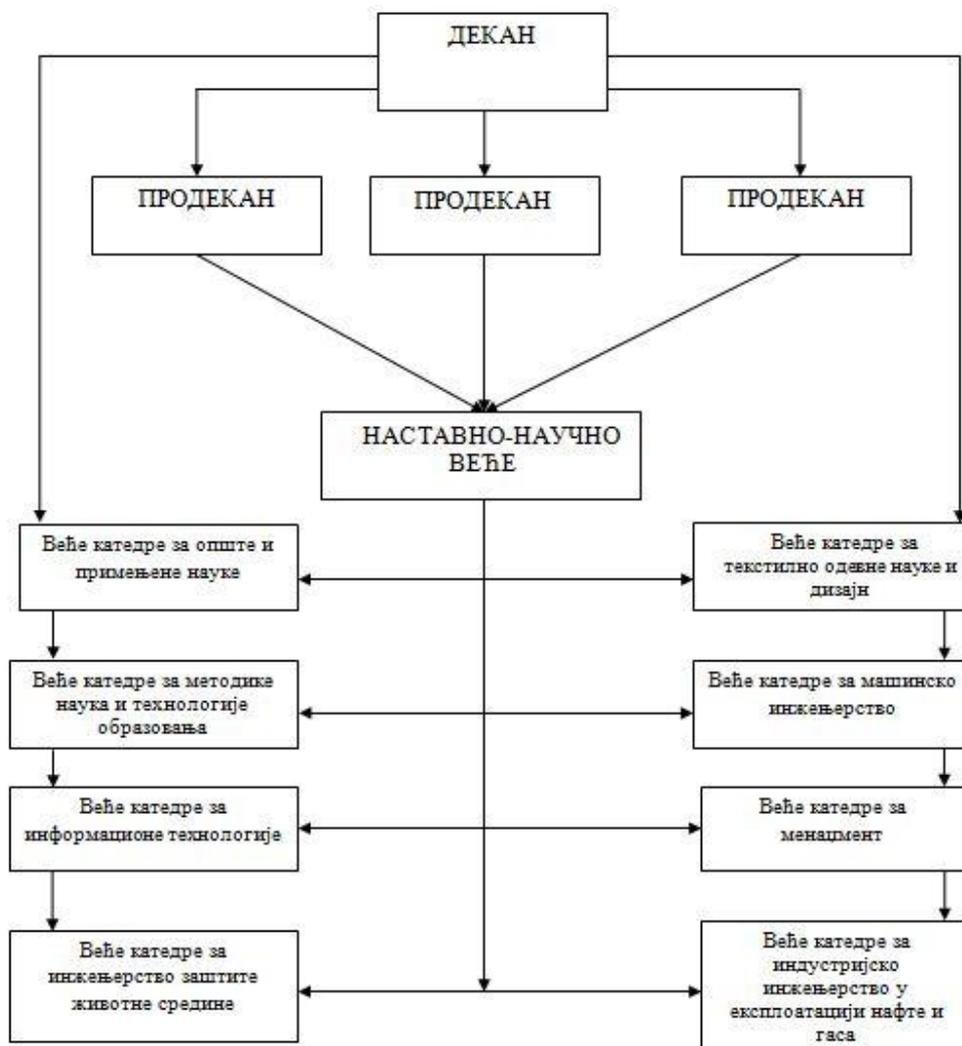 ДЕКАН
ПРОДЕКАН
ПРОДЕКАН
ПРОДЕКАН
НАСТАВНО-НАУЧНО
ВЕЋЕ
Веће катедре за опште и
примењене науке
Веће катедре за
текстилно одевне науке и
дизајн
Веће катедре за методике
наука и технологије
образовања
Веће катедре за машинско
инжењерство
Веће катедре за
информационе технологије
Веће катедре за
менаџмент
Веће катедре за
инжењерство заштите
животне средине
Веће катедре за
индустријско
инжењерство у
експлоатацији нафте и
гаса